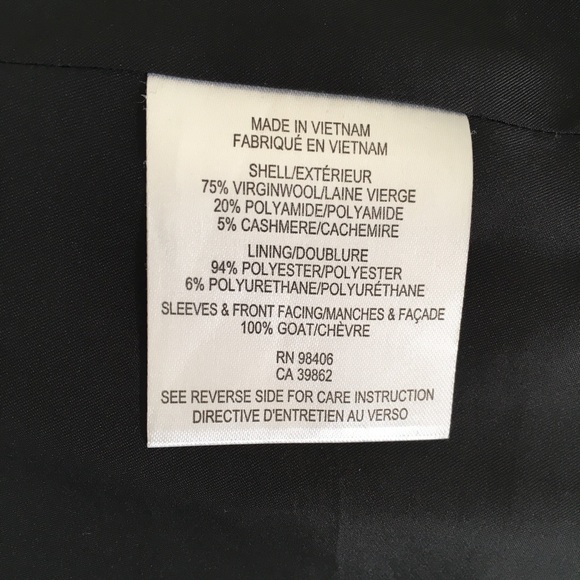 MADE IN VIETNAM
FABRIQUÉ EN VIETNAM
SHELL/EXTÉRIEUR
75% VIRGINWOOL/LAINE VIERGE
20% POLYAMIDE/POLYAMIDE
5% CASHMERE/CACHEMIRE
LINING/DOUBLURE
94% POLYESTER/POLYESTER
6% POLYURETHANE/POLYURÉTHANE
SLEEVES & FRONT FACING/MANCHES & FAÇADE
100% GOAT/CHÈVRE
RN 98406
CA 39862
SEE REVERSE SIDE FOR CARE INSTRUCTION
DIRECTIVE D'ENTRETIEN AU VERSO